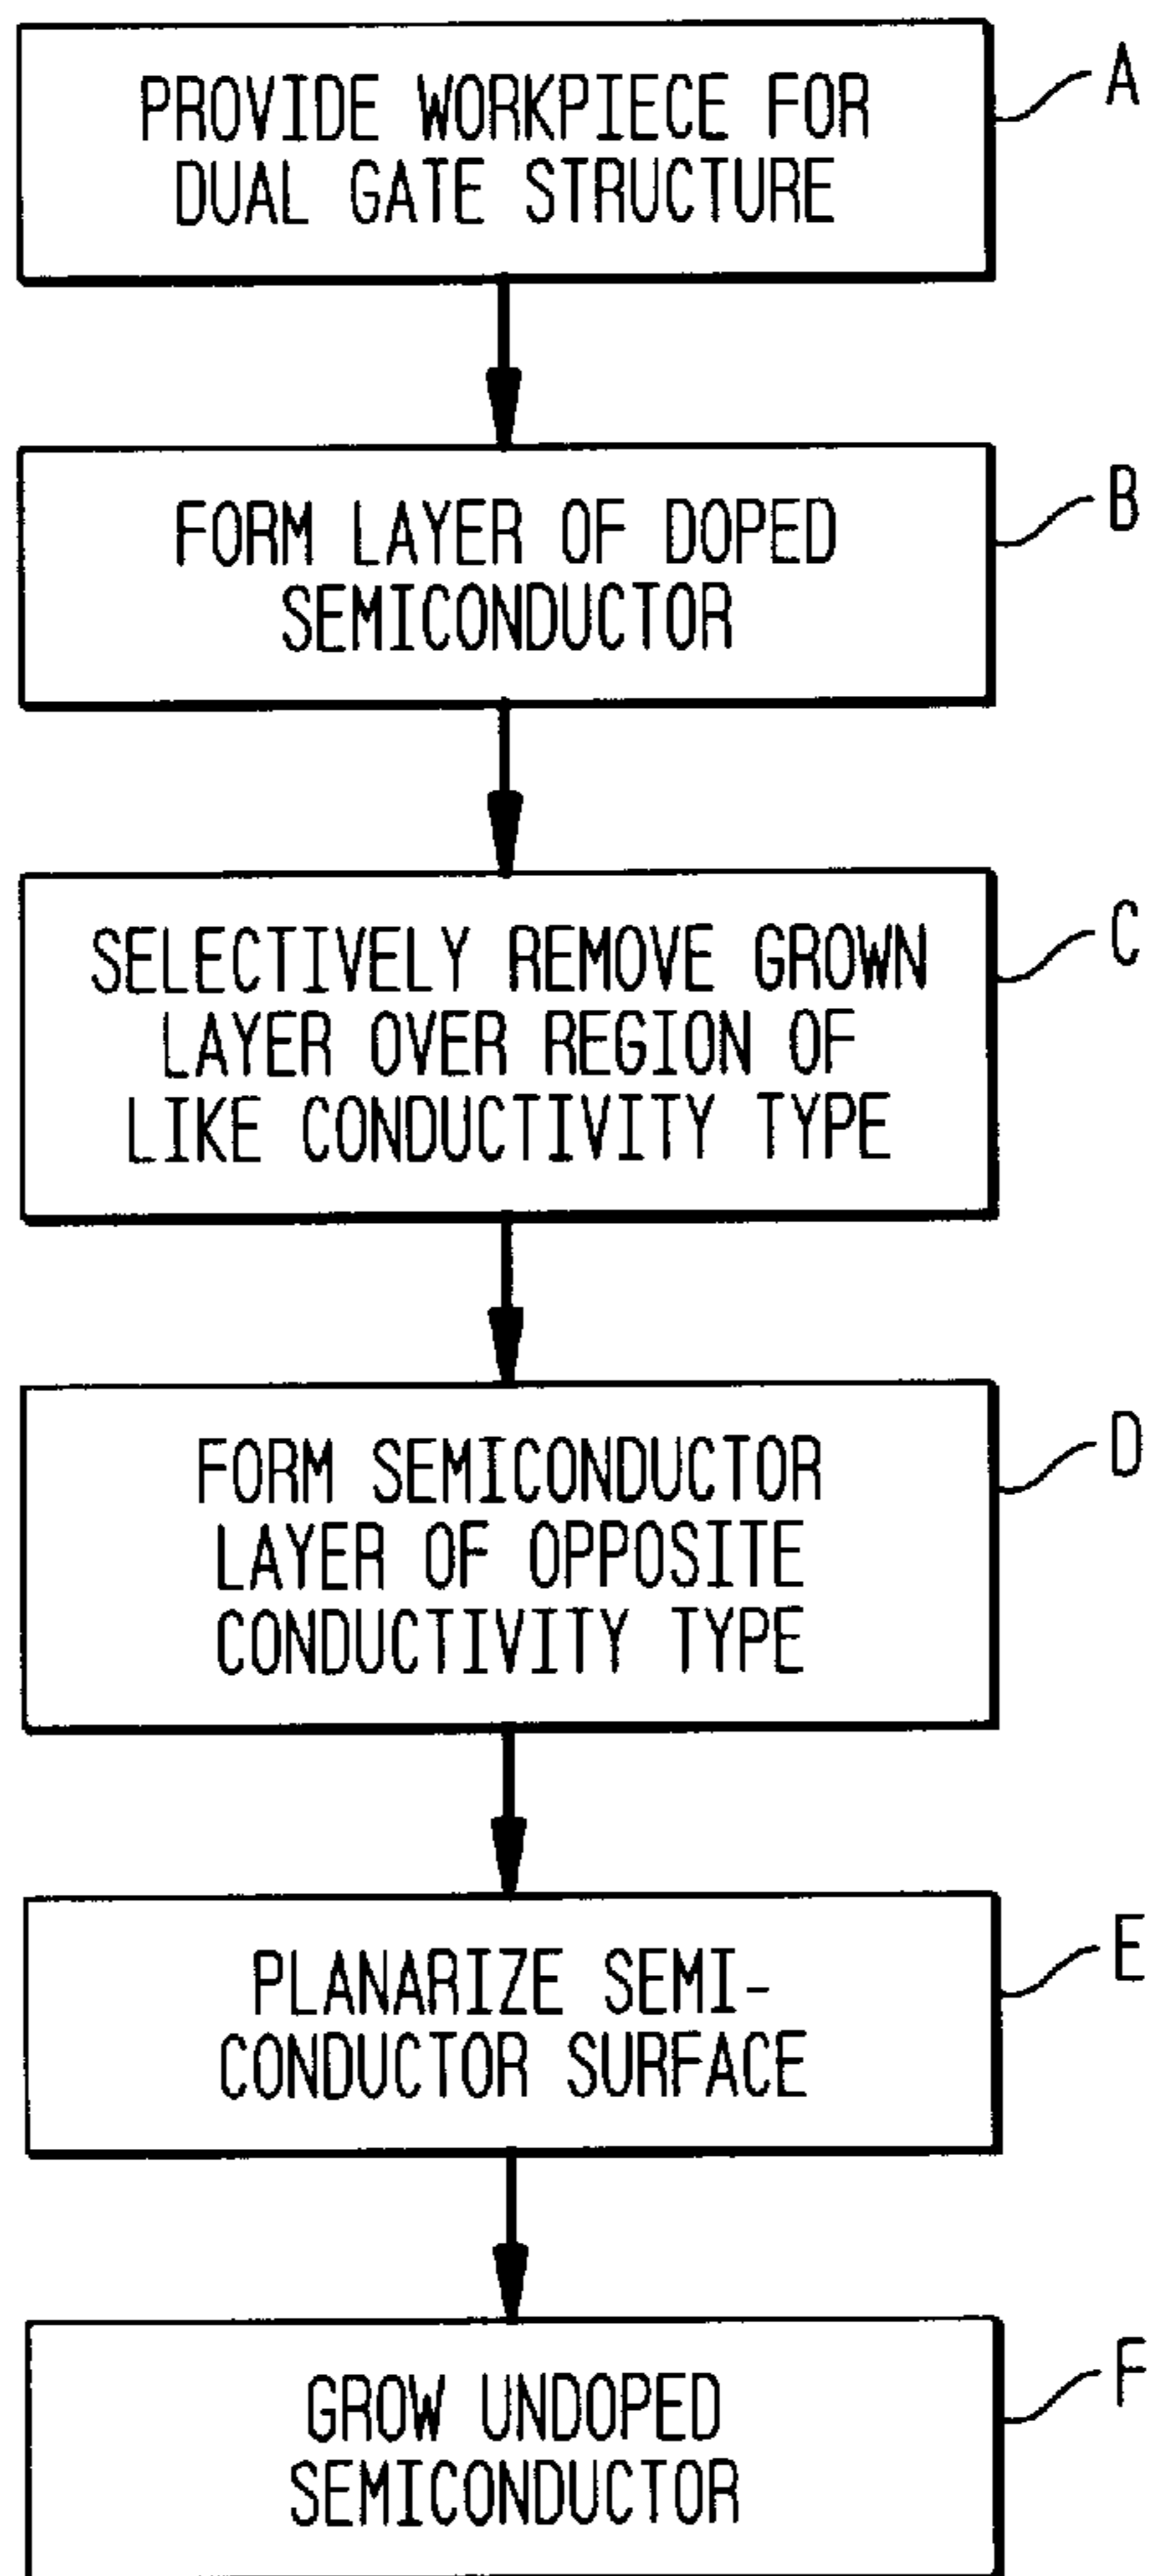 PROVIDE WORKPIECE FOR
DUAL GATE STRUCTURE
A
FORM LAYER OF DOPED
SEMICONDUCTOR
B
SELECTIVELY REMOVE GROWN
LAYER OVER REGION OF
LIKE CONDUCTIVITY TYPE
C
FORM SEMICONDUCTOR
LAYER OF OPPOSITE
CONDUCTIVITY TYPE
D
PLANARIZE SEMI-
CONDUCTOR SURFACE
E
GROW UNDOPED
SEMICONDUCTOR
F